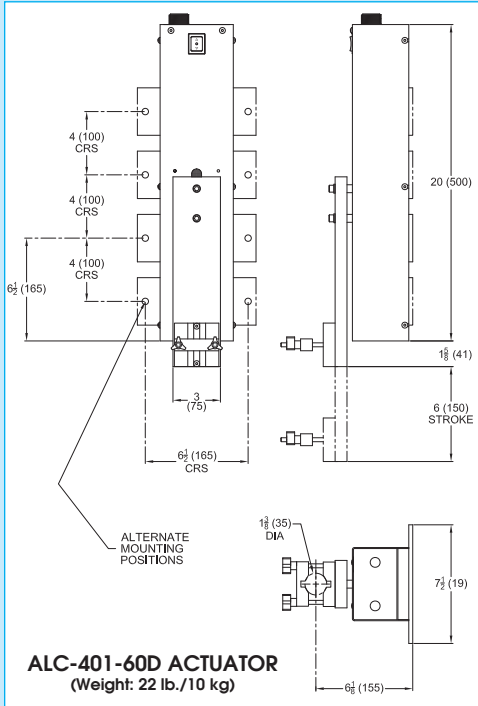 4 (100)
CRS
4 (100)
CRS
4 (100)
CRS
6½ (165)
3
(75)
6½ (165)
CRS
ALTERNATE
MOUNTING
POSITIONS
20 (500)
1⅝ (41)
6 (150)
STROKE
1⅜ (35)
DIA
7½ (19)
6⅛ (155)
ALC-401-60D ACTUATOR
(Weight: 22 lb./10 kg)